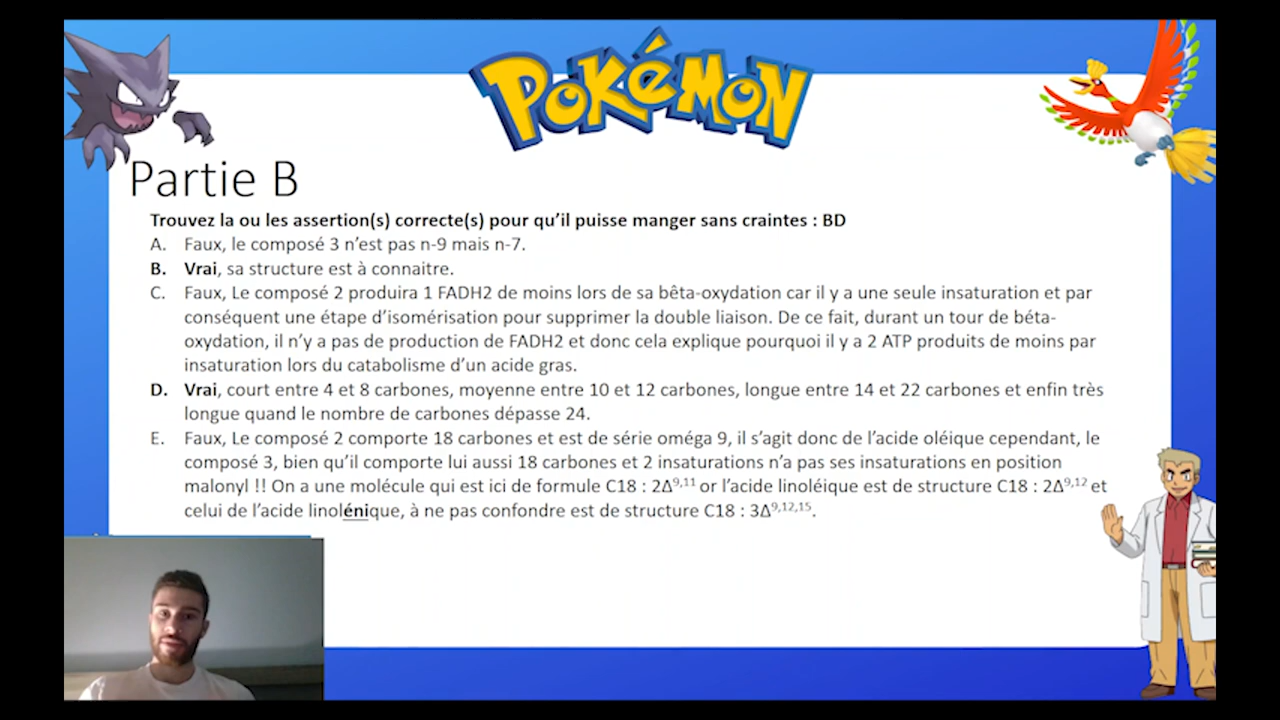 POKéMON
Partie B
Trouvez la ou les assertion(s) correcte(s) pour qu'il puisse manger sans craintes : BD
A. Faux, le composé 3 n'est pas n-9 mais n-7.
B. Vrai, sa structure est à connaitre.
C. Faux, Le composé 2 produira 1 FADH2 de moins lors de sa bêta-oxydation car il y a une seule insaturation et par
conséquent une étape d'isomérisation pour supprimer la double liaison. De ce fait, durant un tour de béta-
oxydation, il n'y a pas de production de FADH2 et donc cela explique pourquoi il y a 2 ATP produits de moins par
insaturation lors du catabolisme d'un acide gras.
D. Vrai, court entre 4 et 8 carbones, moyenne entre 10 et 12 carbones, longue entre 14 et 22 carbones et enfin très
longue quand le nombre de carbones dépasse 24.
E. Faux, Le composé 2 comporte 18 carbones et est de série oméga 9, il s'agit donc de l'acide oléique cependant, le
composé 3, bien qu'il comporte lui aussi 18 carbones et 2 insaturations n'a pas ses insaturations en position
malonyl !! On a une molécule qui est ici de formule C18 : 2Δ9,11 or l'acide linoléique est de structure C18 : 2Δ9,12 et
celui de l'acide linolénique, à ne pas confondre est de structure C18 : 3Δ9,12,15.